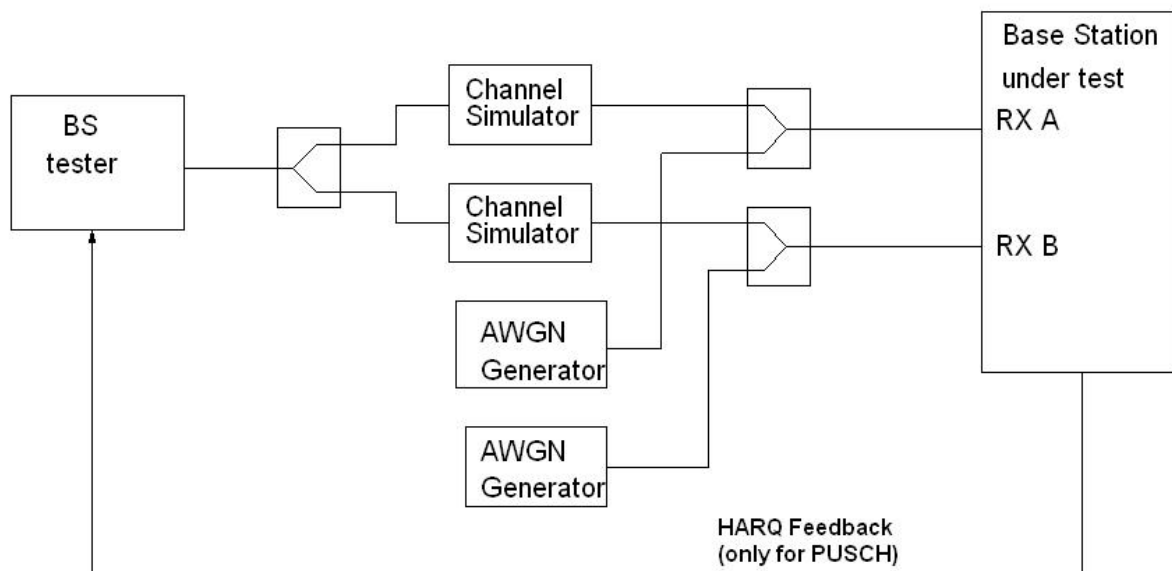 BS
tester
Channel
Simulator
Channel
Simulator
AWGN
Generator
AWGN
Generator
Base Station
under test
RX A
RX B
HARQ Feedback
(only for PUSCH)